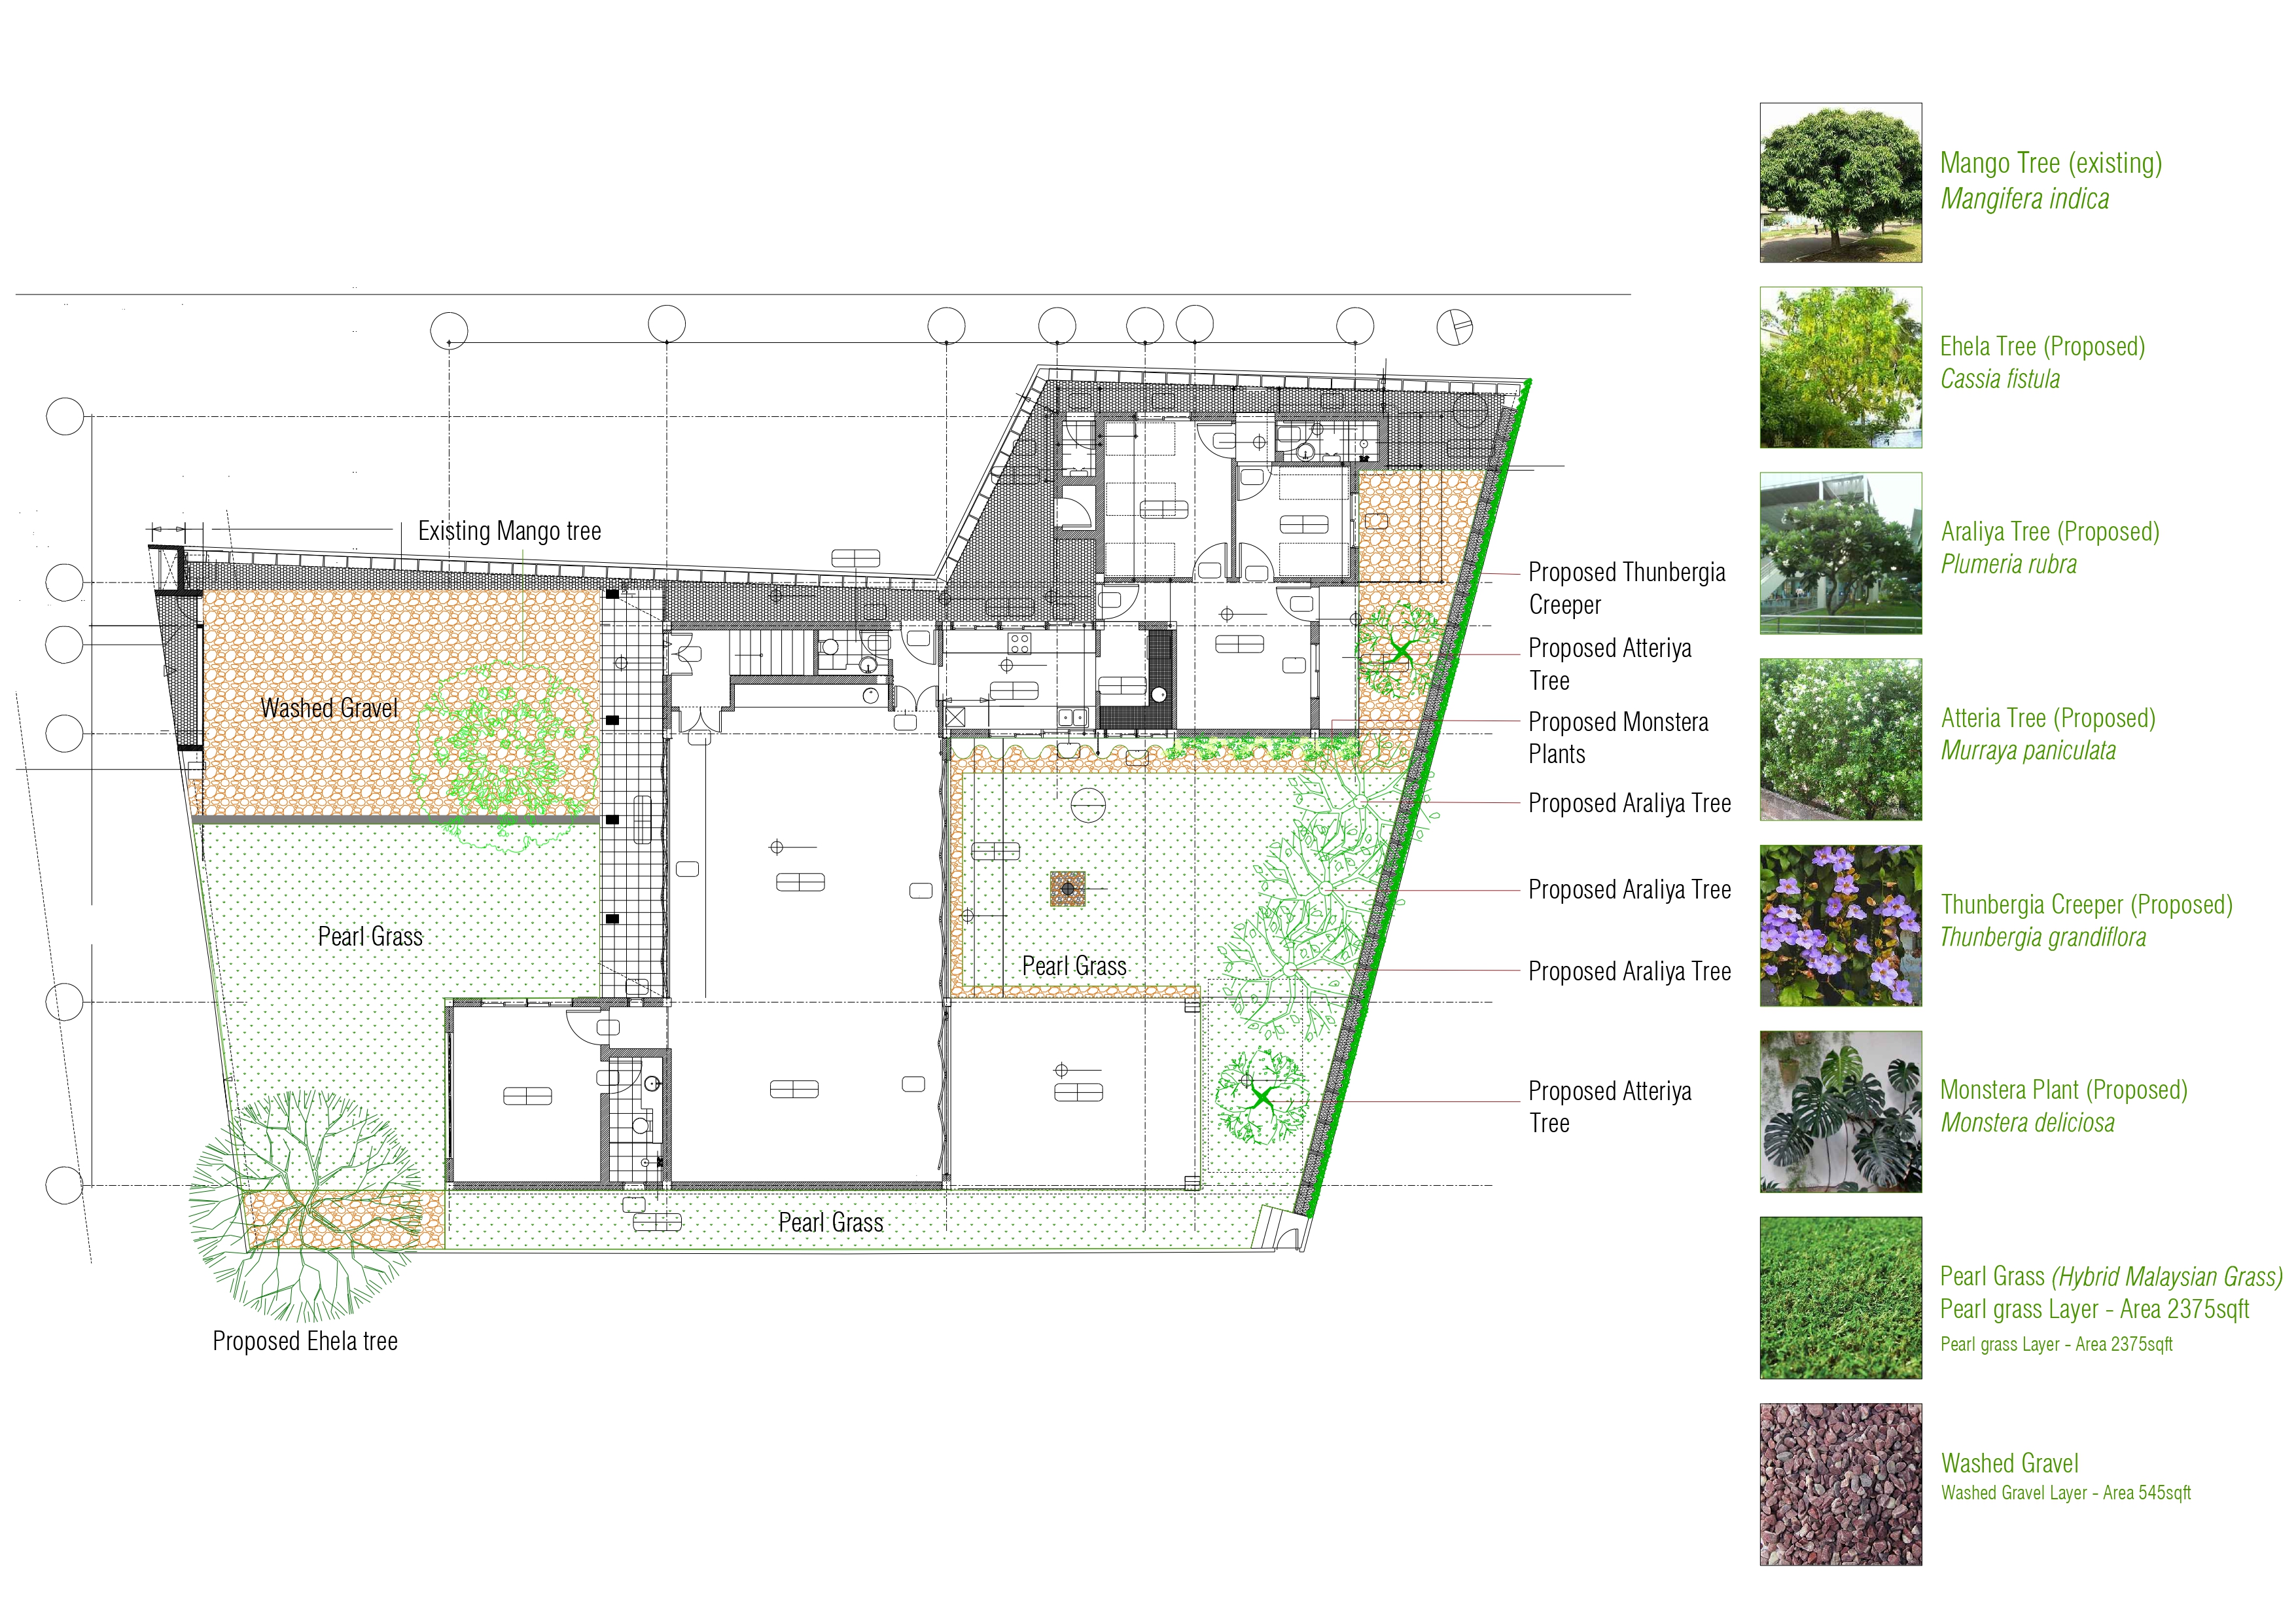 Existing Mango tree
Washed Gravel
Pearl Grass
Pearl Grass
Pearl Grass
Proposed Ehela tree
Proposed Thunbergia
Creeper
Proposed Atteriya
Tree
Proposed Monstera
Plants
Proposed Araliya Tree
Proposed Araliya Tree
Proposed Araliya Tree
Proposed Atteriya
Tree
Mango Tree (existing)
Mangifera indica
Ehela Tree (Proposed)
Cassia fistula
Araliya Tree (Proposed)
Plumeria rubra
Atteria Tree (Proposed)
Murraya paniculata
Thunbergia Creeper (Proposed)
Thunbergia grandiflora
Monstera Plant (Proposed)
Monstera deliciosa
Pearl Grass (Hybrid Malaysian Grass)
Pearl grass Layer - Area 2375sqft
Pearl grass Layer - Area 2375sqft
Washed Gravel
Washed Gravel Layer - Area 545sqft